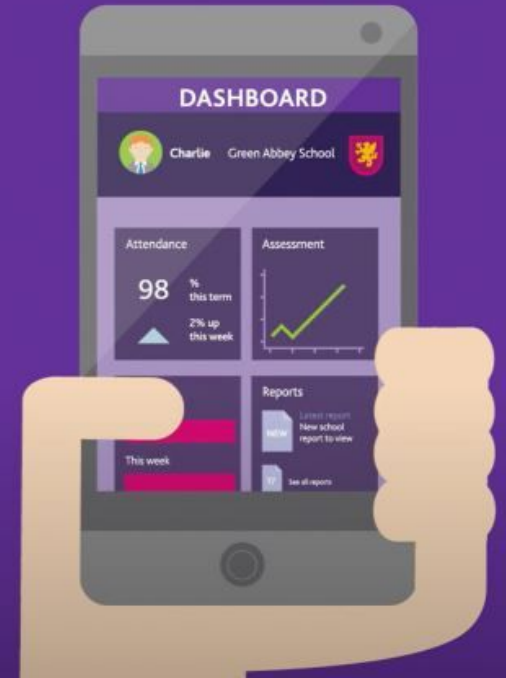 DASHBOARD
Charlie Green Abbey School
Attendance
98 %
this term
2% up
this week
Assessment
This week
Reports
NEW
Latest report
New school
report to view
17
See all reports